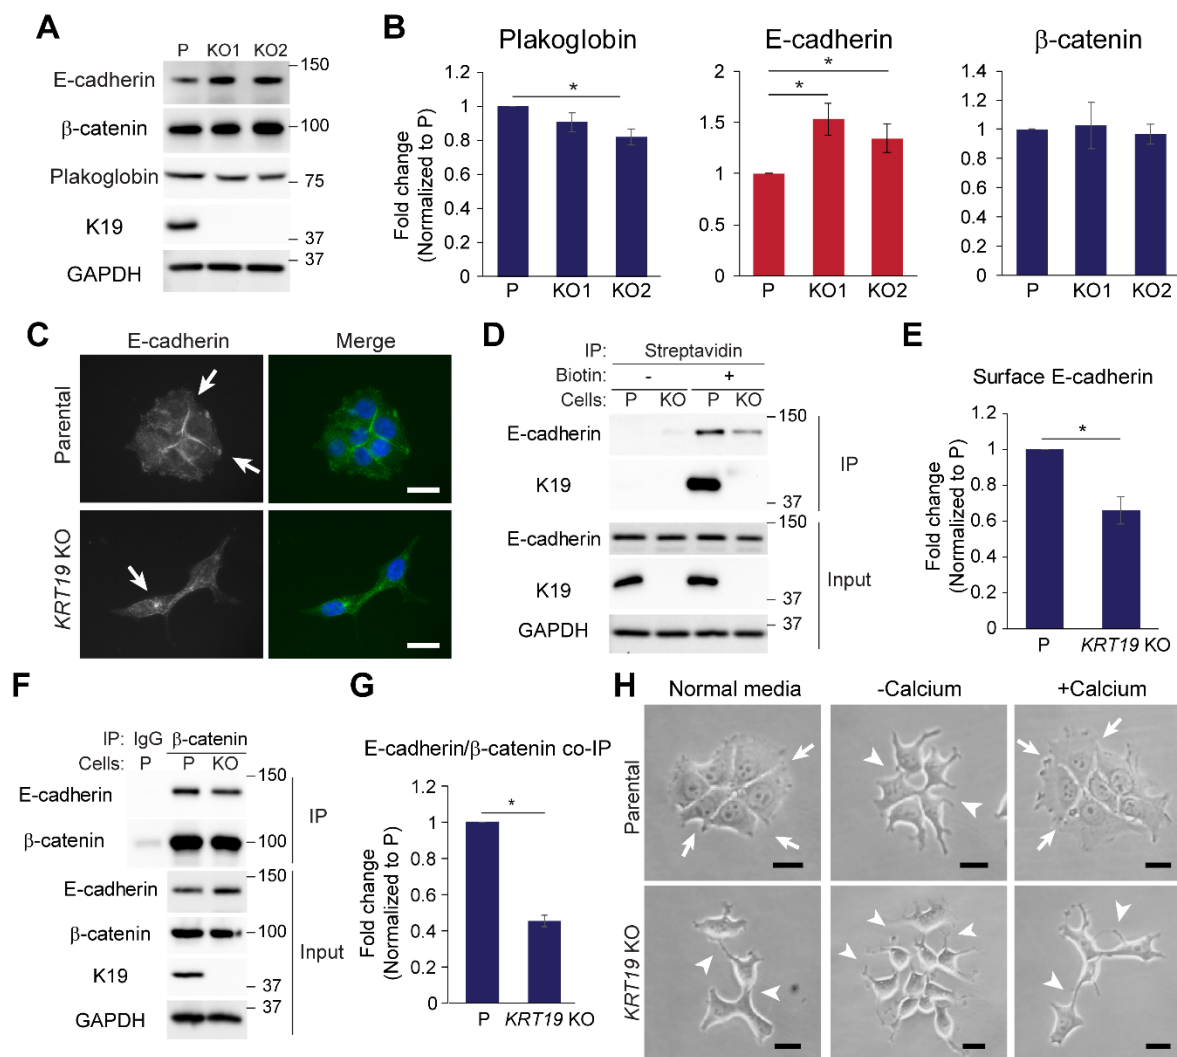 A
P KO1 KO2
E-cadherin
150
β-catenin
100
Plakoglobin
75
K19
37
GAPDH
37
B
Plakoglobin
Fold change
(Normalized to P)
1.2
1
0.8
0.6
0.4
0.2
0
*
P KO1 KO2
E-cadherin
2
1.5
1
0.5
0
*
*
P KO1 KO2
β-catenin
1.4
1.2
1
0.8
0.6
0.4
0.2
0
P KO1 KO2
C
E-cadherin Merge
Parental
KRT19 KO
D
IP: Streptavidin
Biotin: - +
Cells: P KO P KO
150
E-cadherin
K19
37
IP
150
E-cadherin
K19
37
37
GAPDH
Input
E
Surface E-cadherin
Fold change
(Normalized to P)
1.2
1
0.8
0.6
0.4
0.2
0
*
P KRT19 KO
F
IP: IgG β-catenin
Cells: P P KO
150
E-cadherin
β-catenin
100
IP
150
E-cadherin
β-catenin
100
K19
37
GAPDH
Input
G
E-cadherin/β-catenin co-IP
Fold change
(Normalized to P)
1.2
1
0.8
0.6
0.4
0.2
0
*
P KRT19 KO
H
Normal media -Calcium +Calcium
Parental
KRT19 KO